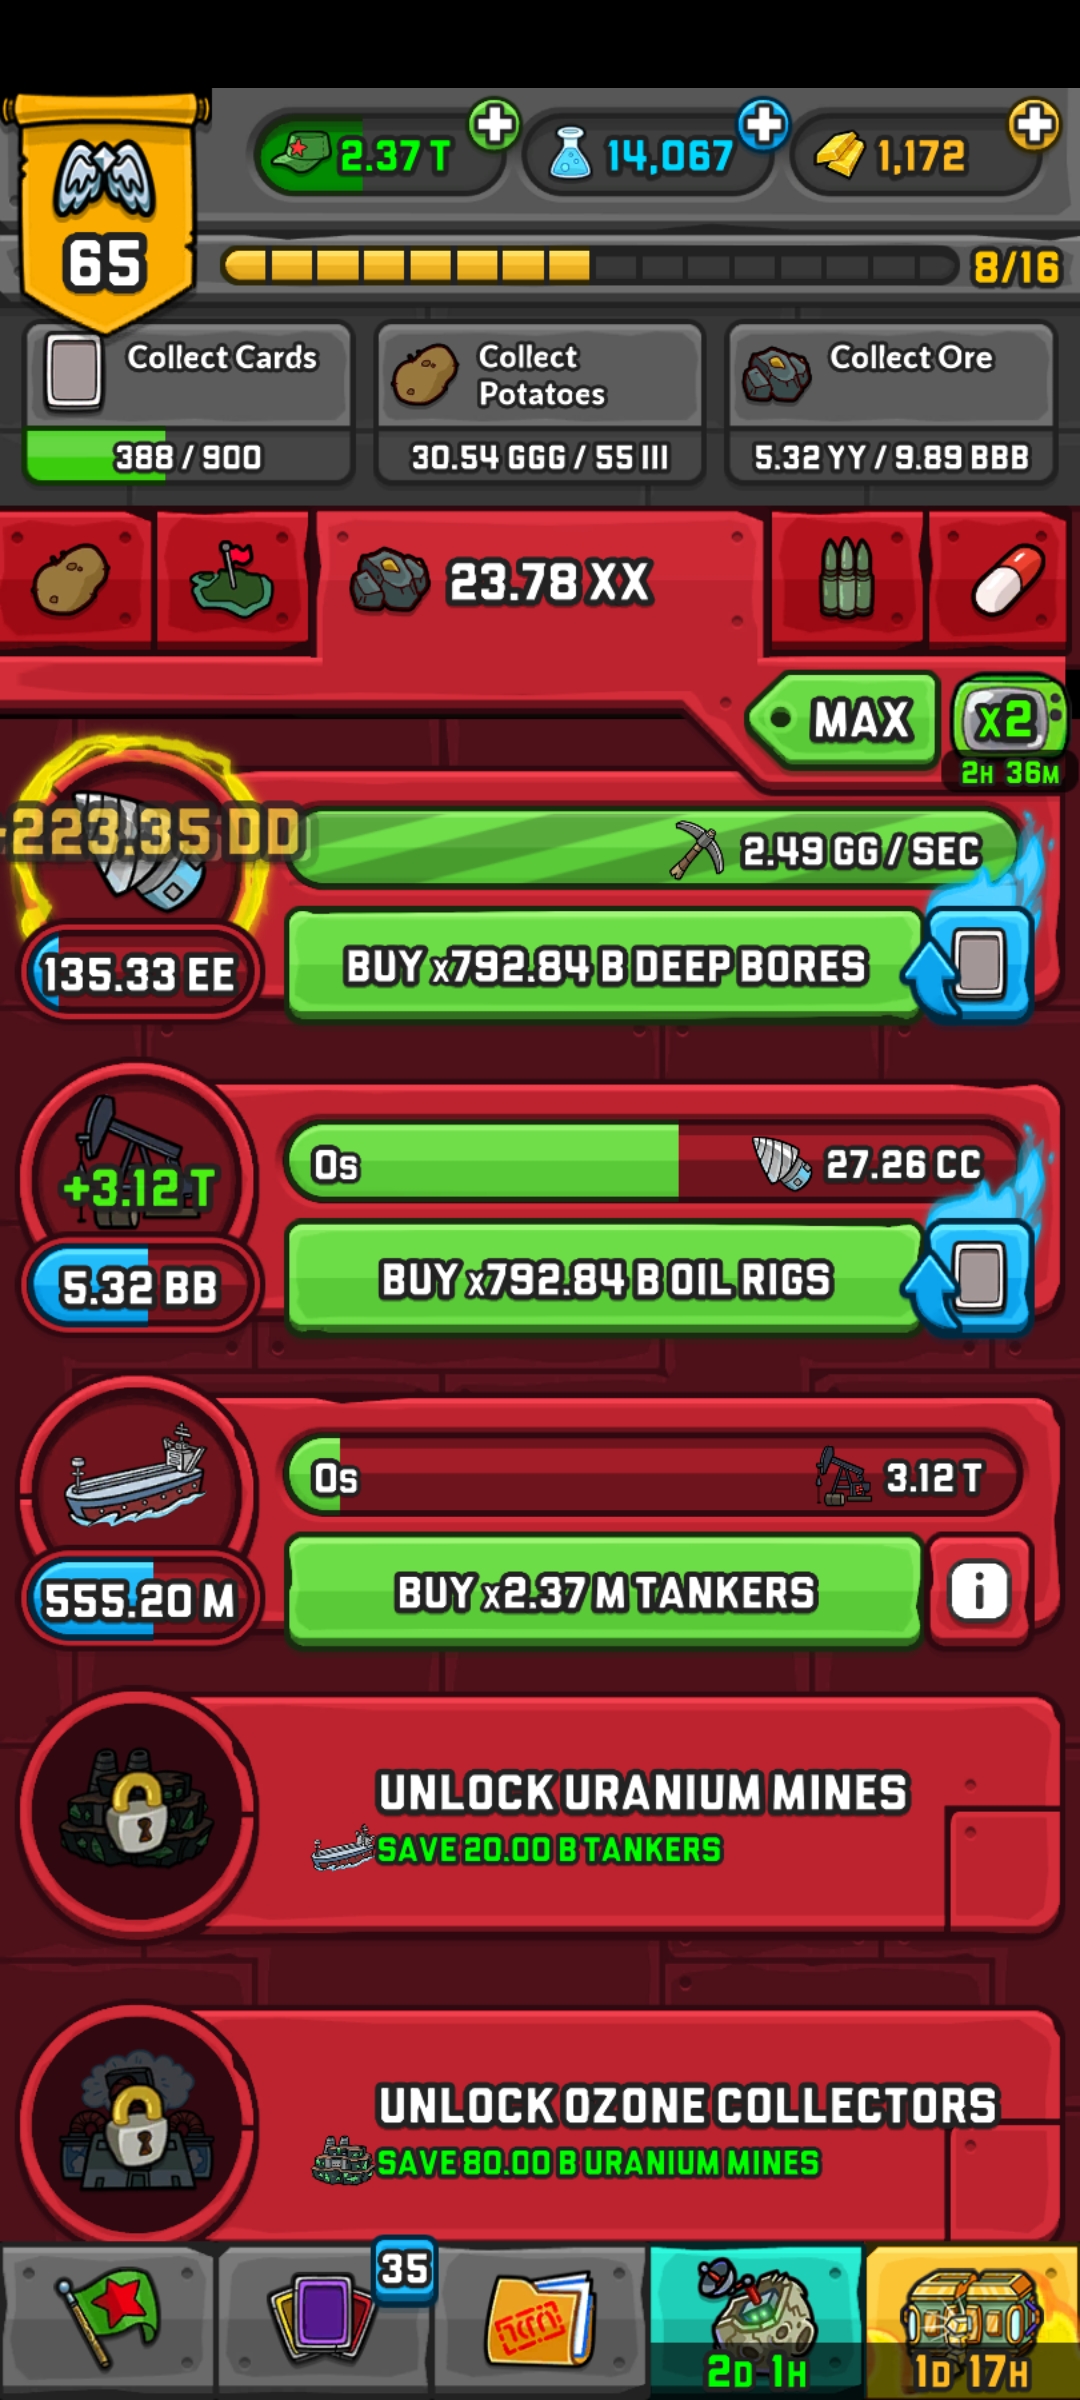 2.37 T
14,067
1,172
65
8/16
Collect Cards
388 / 900
Collect
Potatoes
30.54 GGG / 55 III
Collect Ore
5.32 YY / 9.89 BBB
23.78 XX
MAX
x2
2H 36M
-223.35 DD
2.49 GG / SEC
135.33 EE
BUY x792.84 B DEEP BORES
0s
27.26 CC
+3.12 T
5.32 BB
BUY x792.84 B OIL RIGS
0s
3.12 T
555.20 M
BUY x2.37 M TANKERS
i
UNLOCK URANIUM MINES
SAVE 20.00 B TANKERS
UNLOCK OZONE COLLECTORS
SAVE 80.00 B URANIUM MINES
35
2D 1H
1D 17H